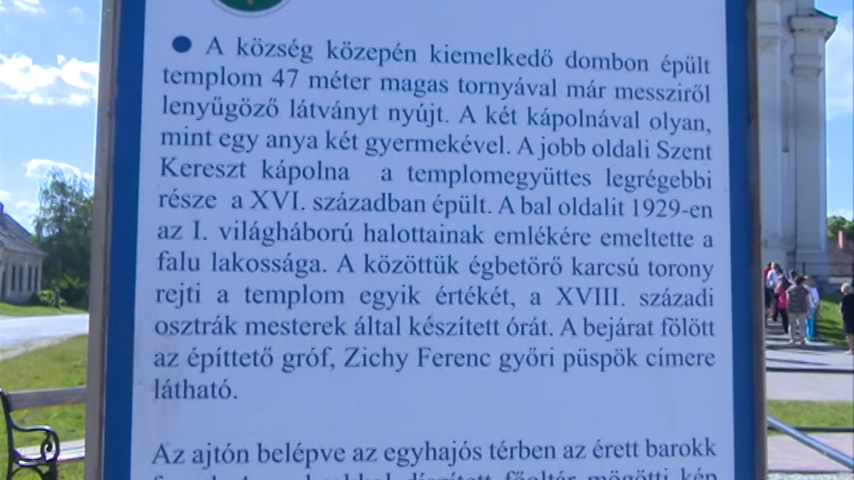 ● A község közepén kiemelkedő dombon épült
templom 47 méter magas tornyával már messziről
lenyűgöző látványt nyújt. A két kápolnával olyan,
mint egy anya két gyermekével. A jobb oldali Szent
Kereszt kápolna a templomegyüttes legrégebbi
része a XVI. században épült. A bal oldalit 1929-en
az I. világháború halottainak emlékére emeltette a
falu lakossága. A közöttük égbetörő karcsú torony
rejti a templom egyik értékét, a XVIII. századi
osztrák mesterek által készített órát. A bejárat fölött
az építtető gróf, Zichy Ferenc győri püspök címere
látható.
Az ajtón belépve az egyhajós térben az érett barokk
díszített főoltár mögötti kép